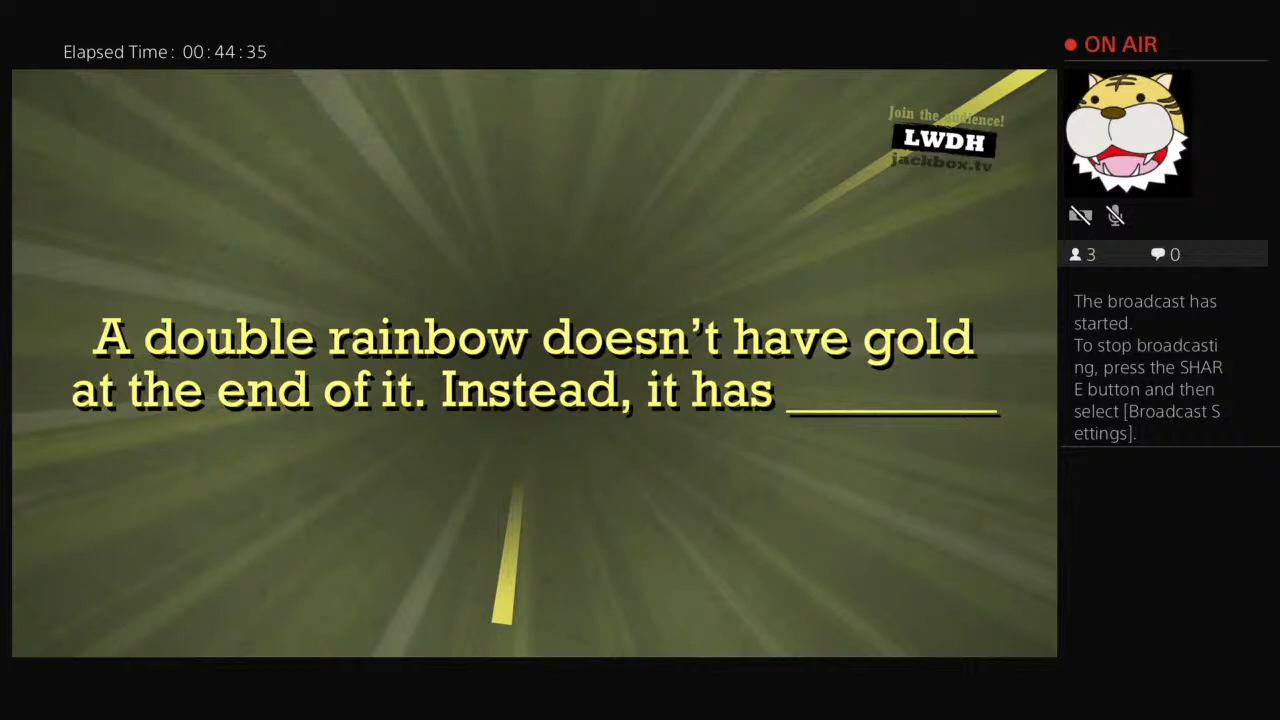 Elapsed Time: 00:44:35
ON AIR
Join the audience!
LWDH
jackbox.tv
3
0
A double rainbow doesn't have gold
at the end of it. Instead, it has ________
The broadcast has
started.
To stop broadcasti
ng, press the SHAR
E button and then
select [Broadcast S
ettings].